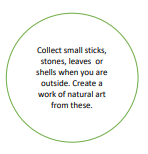 Collect small sticks,
stones, leaves  or
shells when you are
outside. Create a
work of natural art
from these.